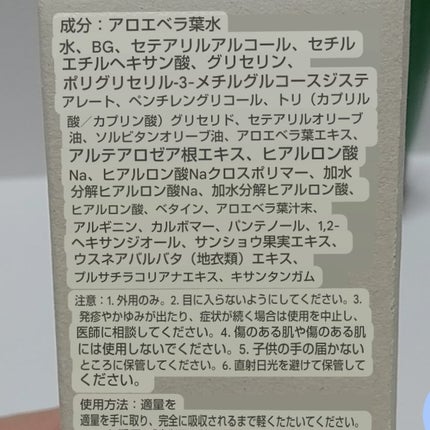 成分：アロエベラ葉水
水、BG、セテアリルアルコール、セチル
エチルヘキサン酸、グリセリン、
ポリグリセリル-3-メチルグルコースジステ
アレート、ペンチレングリコール、トリ（カプリル
酸／カプリン酸）グリセリド、セテアリルオリーブ
油、ソルビタンオリーブ油、アロエベラ葉エキス、
アルテアロゼア根エキス、ヒアルロン酸
Na、ヒアルロン酸Naクロスポリマー、加水
分解ヒアルロン酸Na、加水分解ヒアルロン酸、
ヒアルロン酸、ベタイン、アロエベラ葉汁末、
アルギニン、カルボマー、パンテノール、1,2-
ヘキサンジオール、サンショウ果実エキス、
ウスネアバルバタ（地衣類）エキス、
プルサチラコリアナエキス、キサンタンガム
注意：1. 外用のみ。2. 目に入らないようにしてください。3.
発疹やかゆみが出たり、症状が続く場合は使用を中止し、
医師に相談してください。4. 傷のある肌や傷のある肌
には使用しないでください。5. 子供の手の届かない
ところに保管してください。6. 直射日光を避けて保管して
ください。
使用方法：適量を
適量を手に取り、完全に吸収されるまで軽くたたいてください。